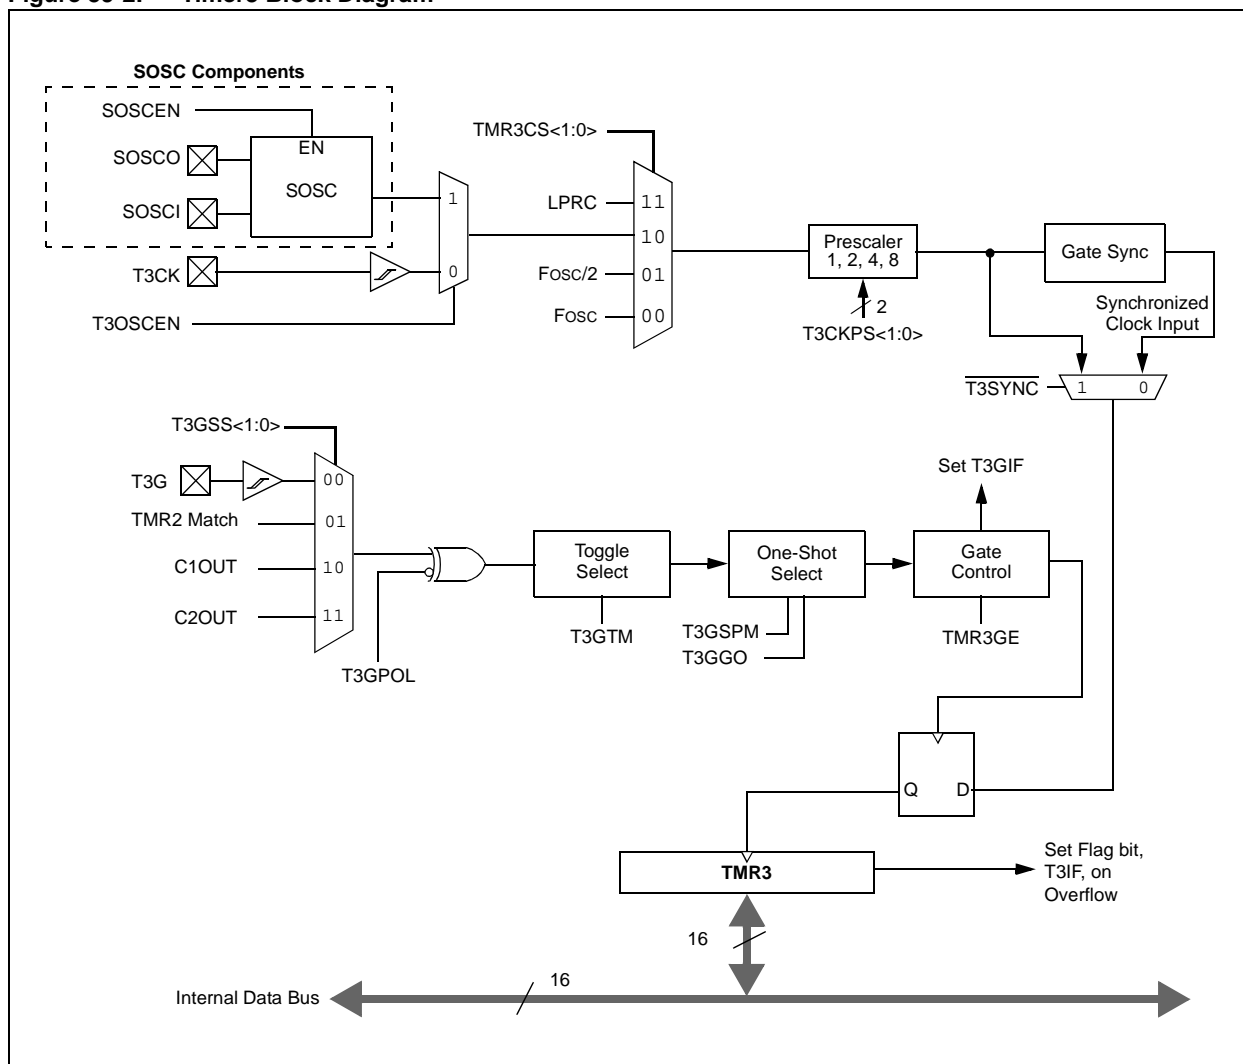 SOSC Components
SOSCEN
EN
SOSCO
SOSC
SOSCI
T3CK
T3OSCEN
1
0
TMR3CS<1:0>
LPRC
11
10
FOSC/2
01
FOSC
00
Prescaler
1, 2, 4, 8
2
T3CKPS<1:0>
Gate Sync
Synchronized
Clock Input
T3SYNC
1
0
T3GSS<1:0>
T3G
00
TMR2 Match
01
C1OUT
10
C2OUT
11
T3GPOL
Toggle
Select
T3GTM
One-Shot
Select
T3GSPM
T3GGO
Set T3GIF
Gate
Control
TMR3GE
Q
D
TMR3
Set Flag bit,
T3IF, on
Overflow
16
16
Internal Data Bus